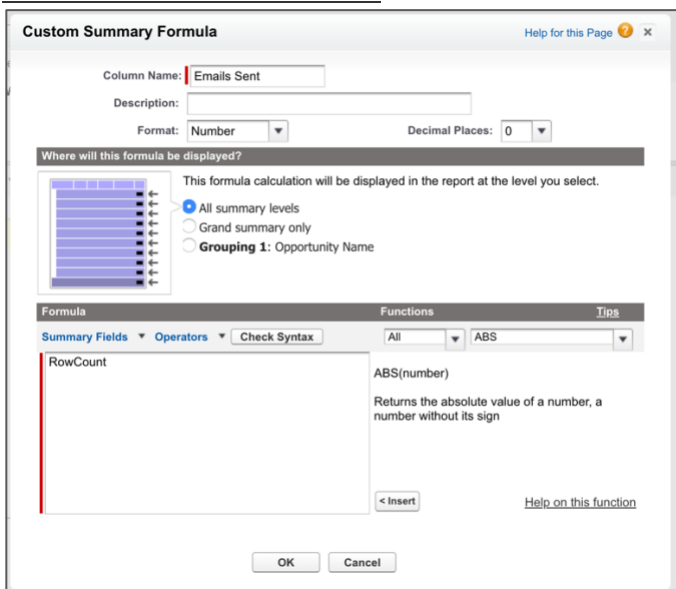 Custom Summary Formula
Help for this Page
Column Name: Emails Sent
Description:
Format: Number
Decimal Places: 0
Where will this formula be displayed?
This formula calculation will be displayed in the report at the level you select.
All summary levels
Grand summary only
Grouping 1: Opportunity Name
Formula Functions Tips
Summary Fields Operators Check Syntax All ABS
RowCount
ABS(number)
Returns the absolute value of a number, a
number without its sign
< Insert Help on this function
OK Cancel